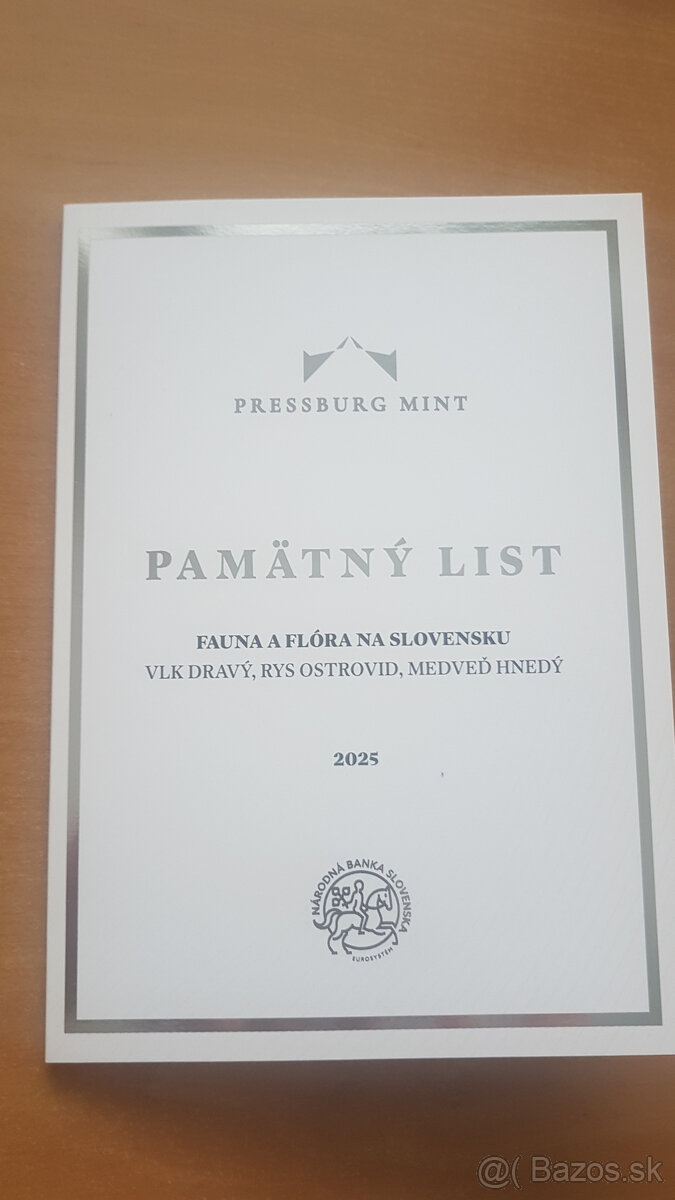 PRESSBURG MINT
PAMÄTNÝ LIST
FAUNA A FLÓRA NA SLOVENSKU
VLK DRAVÝ, RYS OSTROVID, MEDVEĎ HNEDÝ
2025
NÁRODNÁ BANKA SLOVENSKA
EUROSYSTÉM
@( Bazos.sk